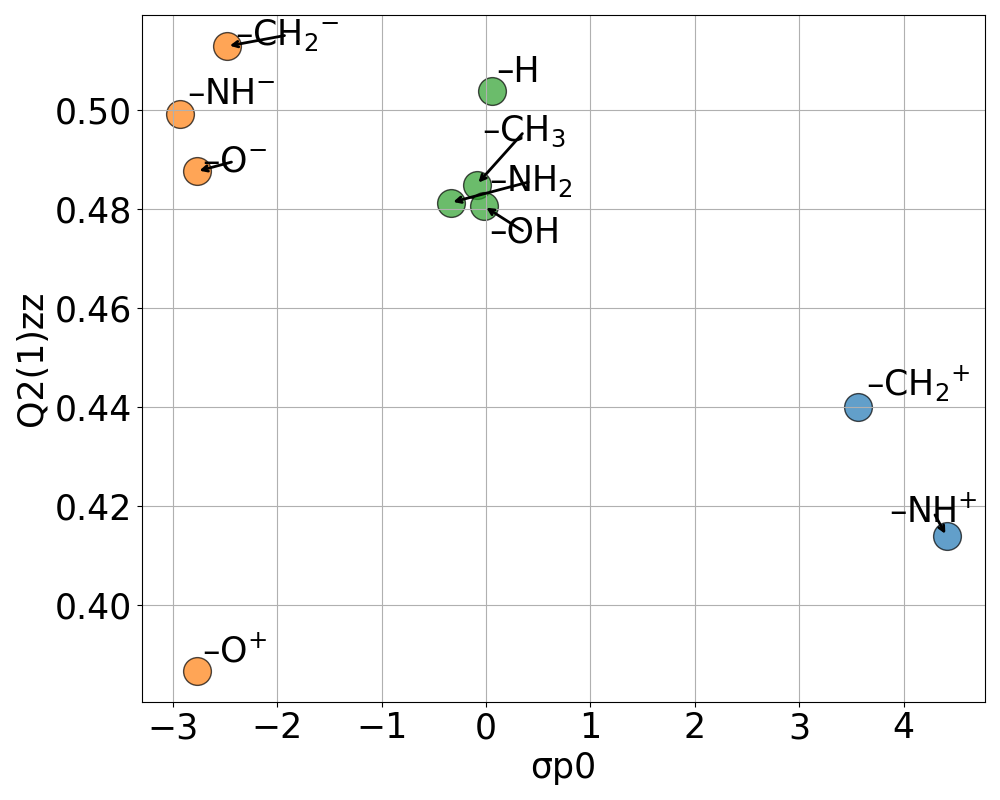 –CH₂⁻
–H
–NH⁻
–CH₃
–O⁻
–NH₂
–OH
–CH₂⁺
–NH⁺
–O⁺
0.50
0.48
0.46
0.44
0.42
0.40
Q2(1)zz
−3 −2 −1 0 1 2 3 4
σp0